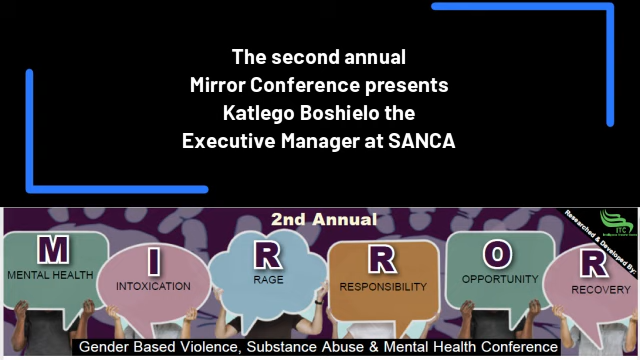 The second annual
Mirror Conference presents
Katlego Boshielo the
Executive Manager at SANCA
2nd Annual
Researched & Developed By:
ITC
M
MENTAL HEALTH
I
INTOXICATION
R
RAGE
R
RESPONSIBILITY
O
OPPORTUNITY
R
RECOVERY
Gender Based Violence, Substance Abuse & Mental Health Conference